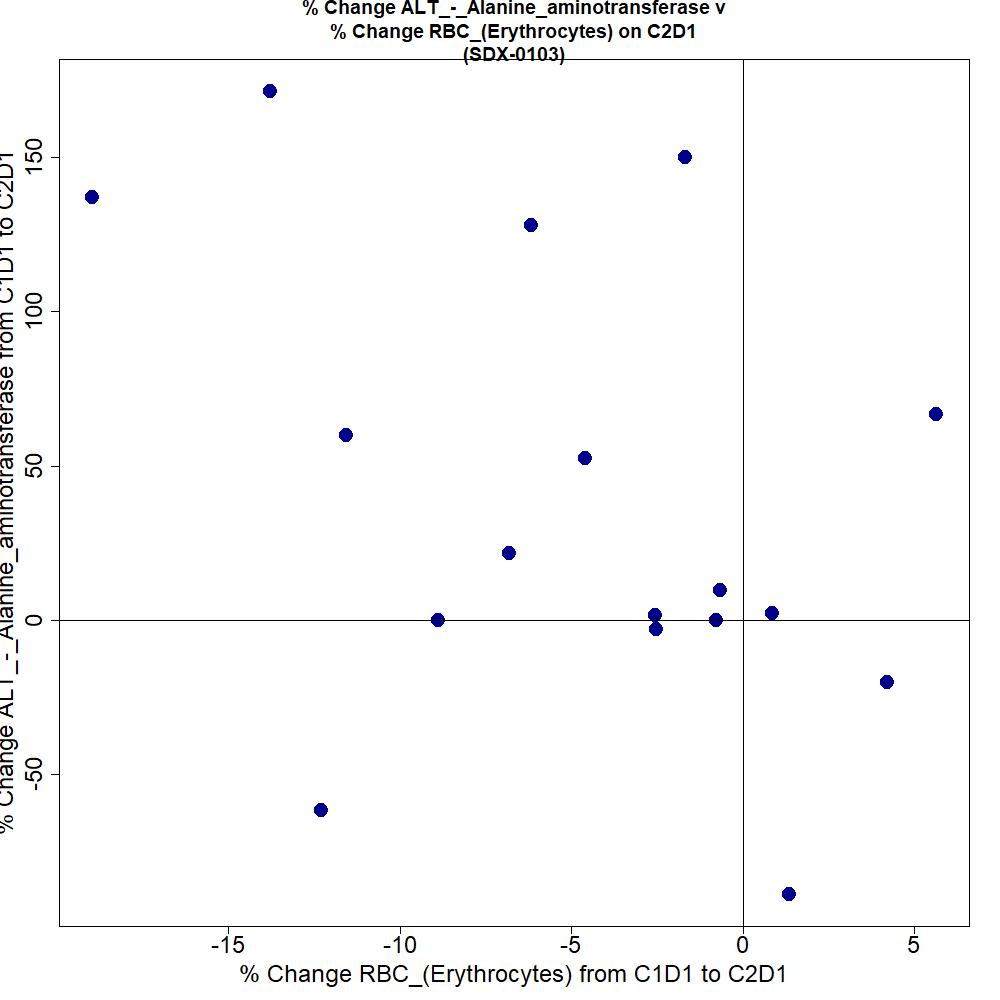 % Change ALT_-_Alanine_aminotransferase v
% Change RBC_(Erythrocytes) on C2D1
(SDX-0103)
% Change ALT_-_Alanine_aminotransferase from C1D1 to C2D1
150
100
50
0
-50
-15
-10
-5
0
5
% Change RBC_(Erythrocytes) from C1D1 to C2D1